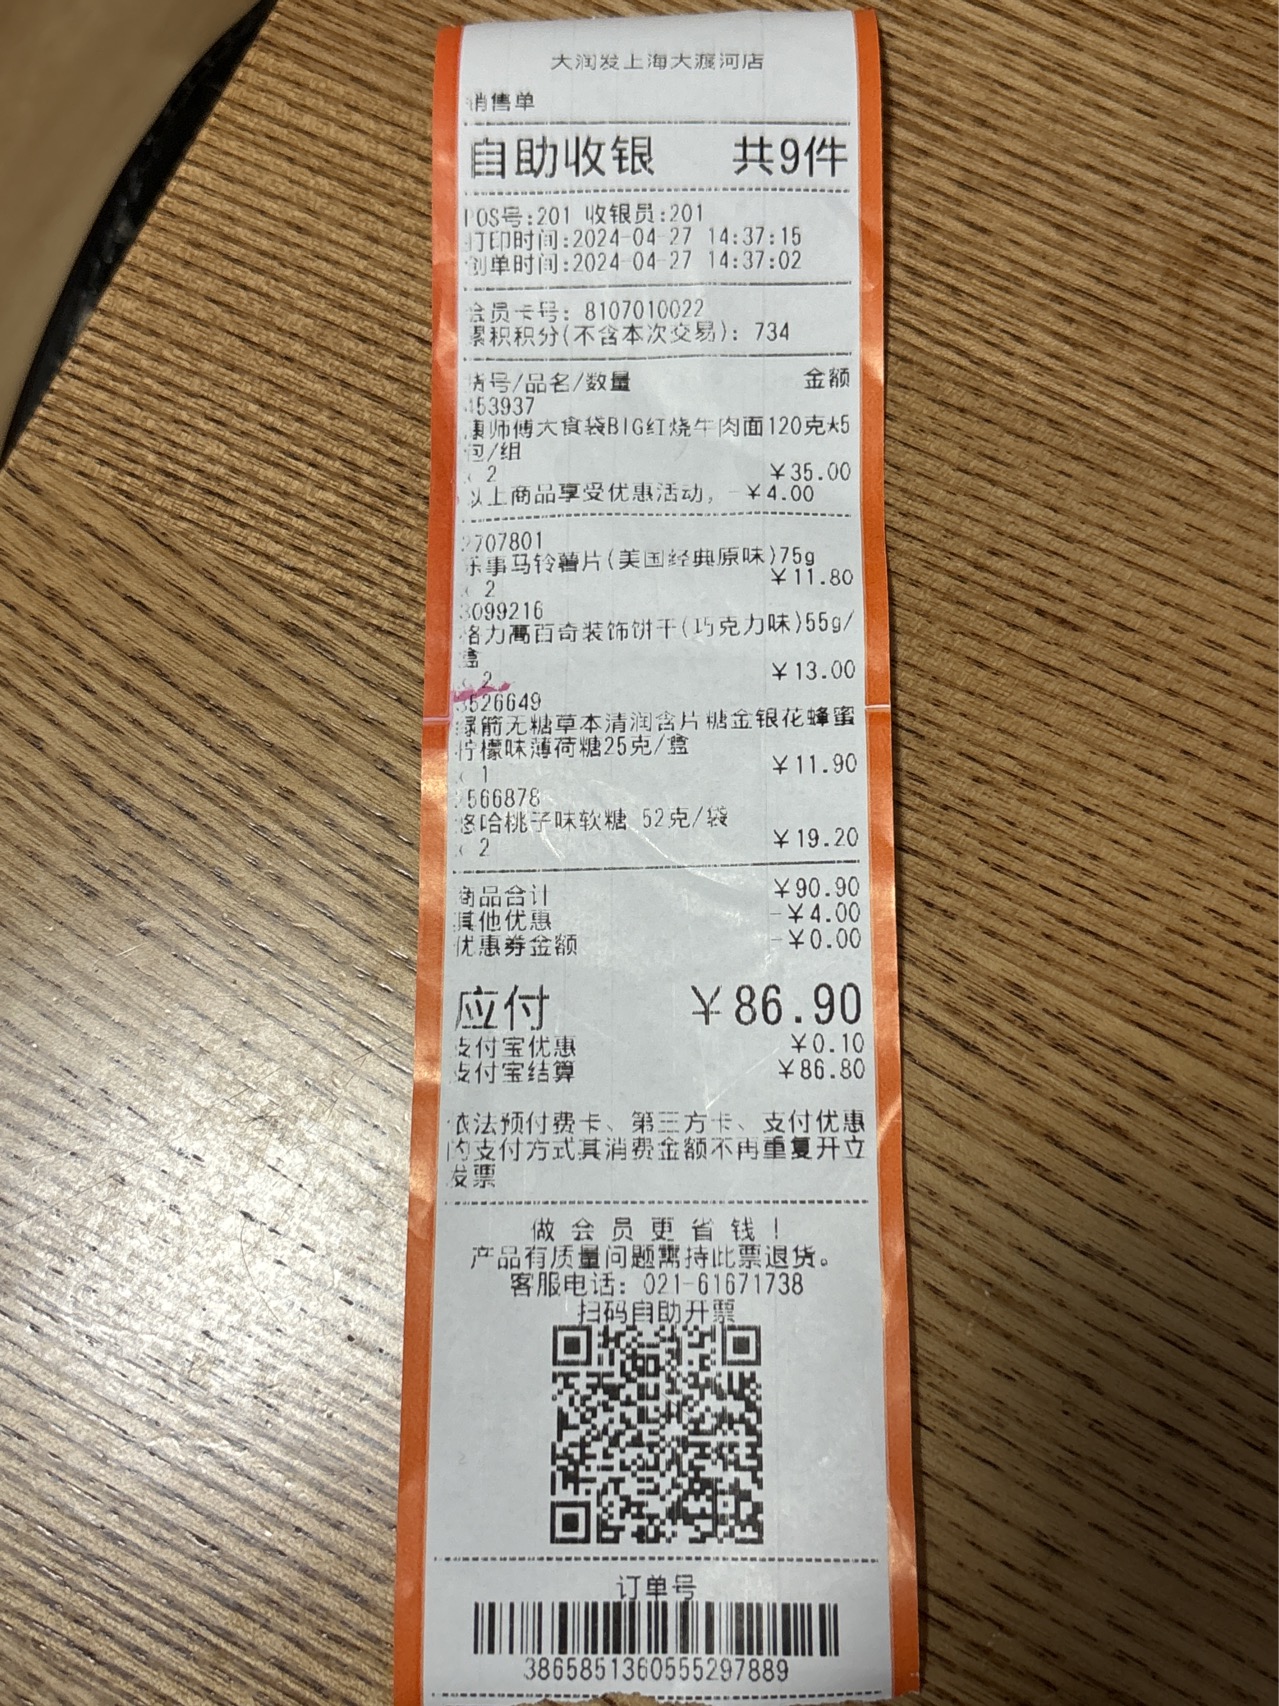 大润发上海大渡河店
销售单
自助收银 共9件
POS号:201 收银员:201
打印时间:2024-04-27 14:37:15
创单时间:2024-04-27 14:37:02
会员卡号: 8107010022
累积积分(不含本次交易): 734
货号/品名/数量 金额
453937
康师傅大食袋BIG红烧牛肉面120克*5
包/组
x 2 ¥35.00
以上商品享受优惠活动, -¥4.00
2707801
乐事马铃薯片(美国经典原味)75g
x 2 ¥11.80
3099216
格力高百奇装饰饼干(巧克力味)55g/
盒
x 2 ¥13.00
3526649
绿箭无糖草本清润含片糖金银花蜂蜜
柠檬味薄荷糖25克/盒
x 1 ¥11.90
566878
悠哈桃子味软糖 52克/袋
x 2 ¥19.20
商品合计 ¥90.90
其他优惠 -¥4.00
优惠券金额 -¥0.00
应付 ¥86.90
支付宝优惠 ¥0.10
支付宝结算 ¥86.80
依法预付费卡、第三方卡、支付优惠
的支付方式其消费金额不再重复开立
发票
做会员更省钱!
产品有质量问题需持此票退货。
客服电话: 021-61671738
扫码自助开票
订单号
3865851360555297889